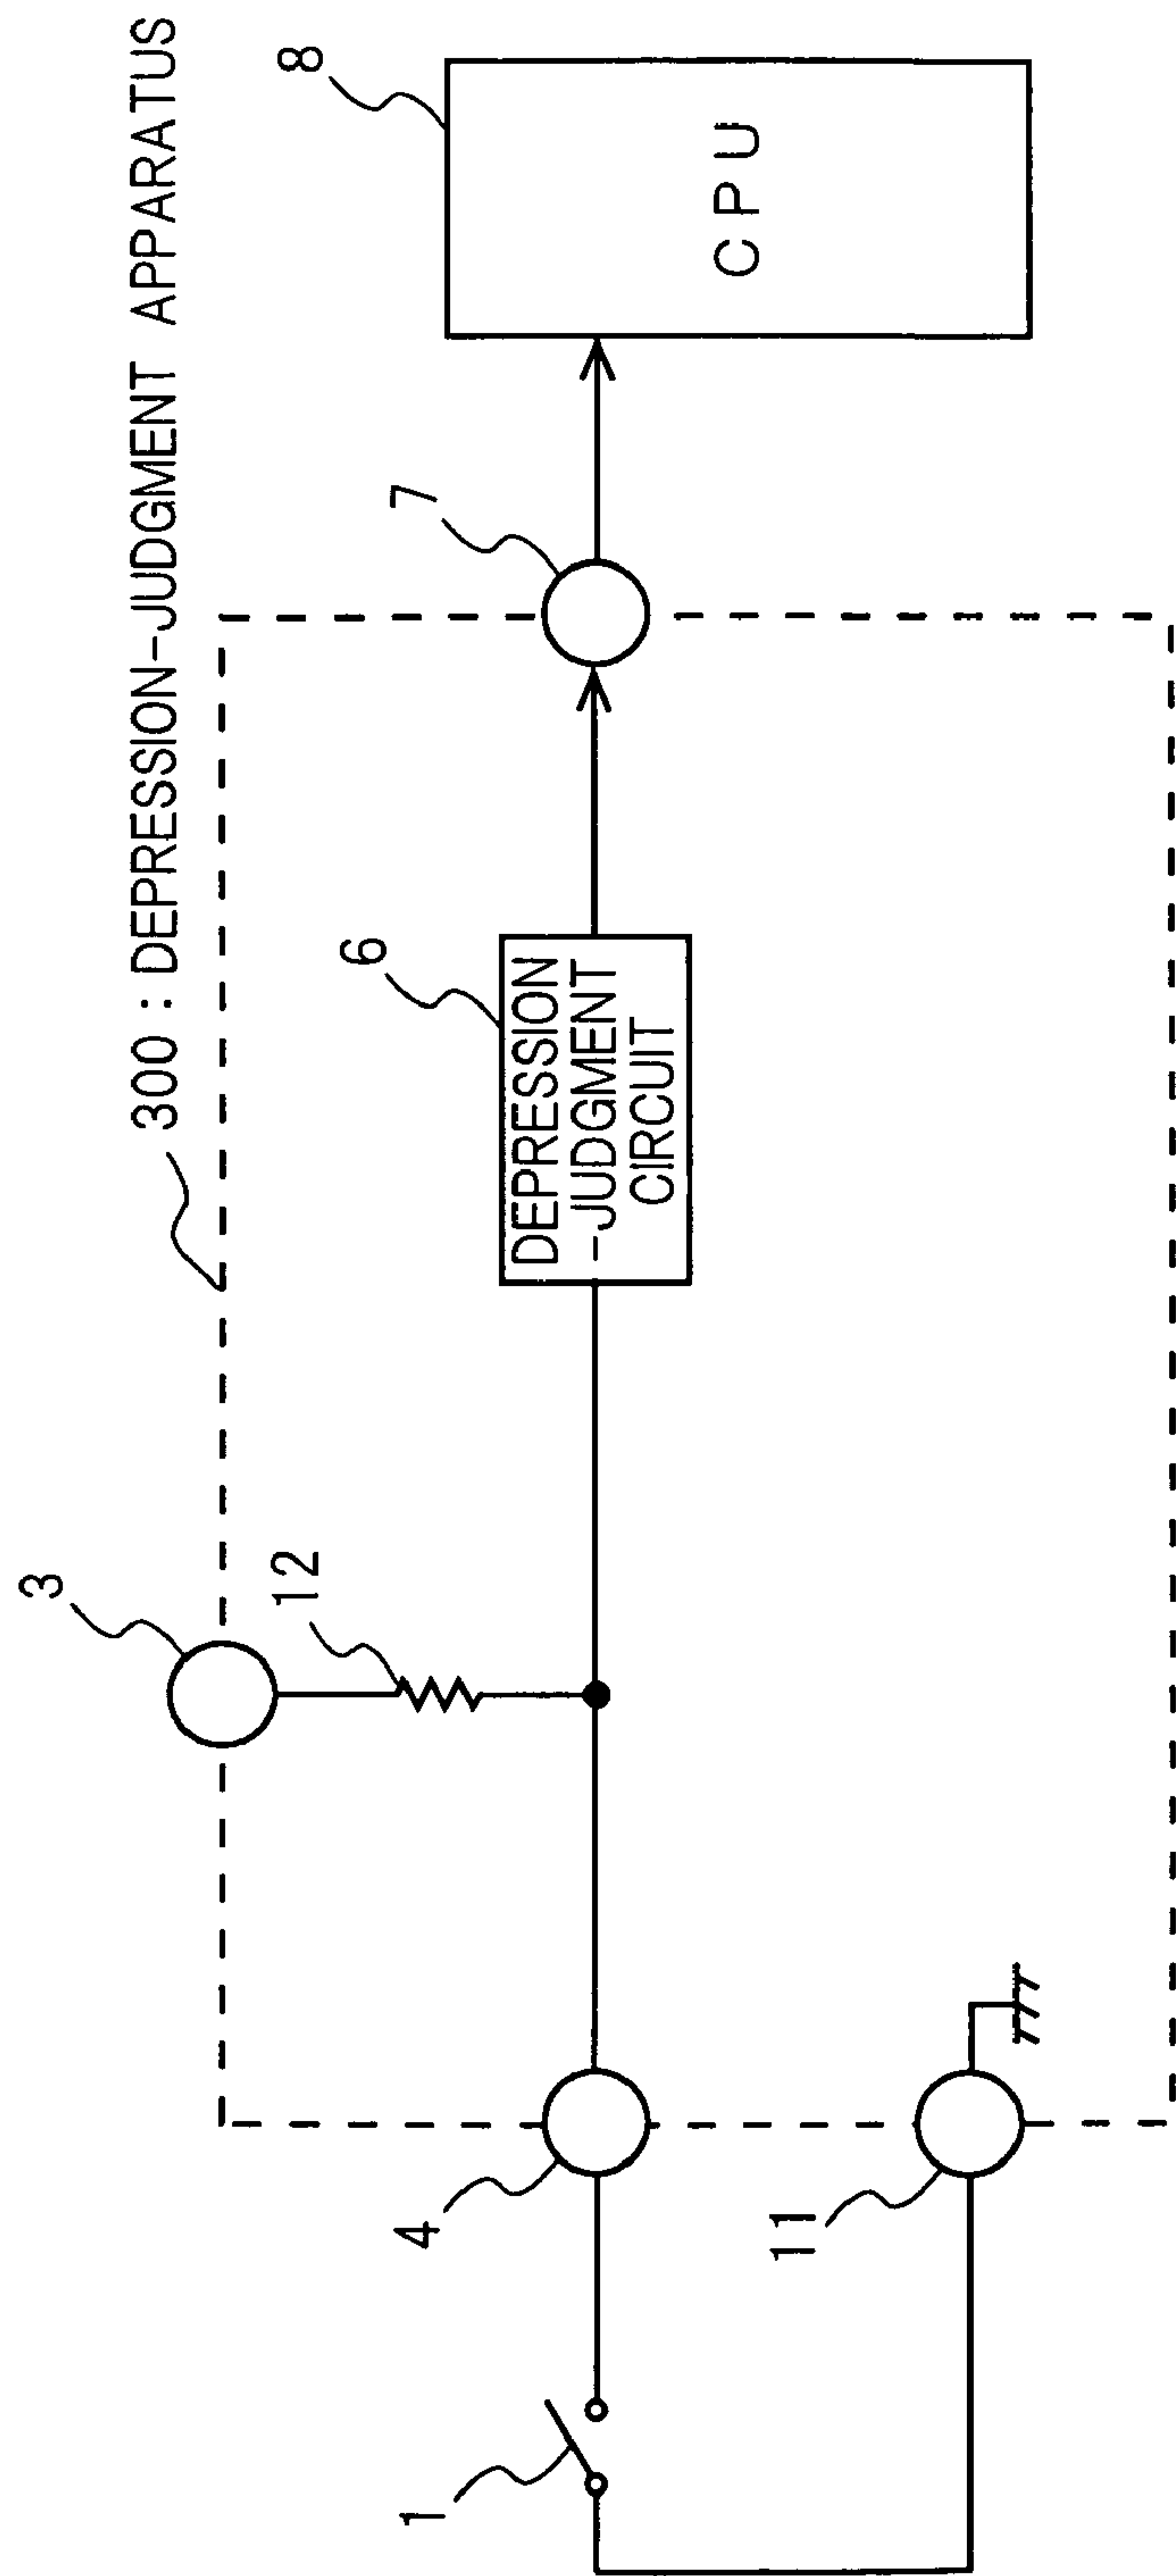 300 : DEPRESSION-JUDGMENT APPARATUS
3
12
6
7
8
DEPRESSION
-JUDGMENT
CIRCUIT
CPU
4
1
11